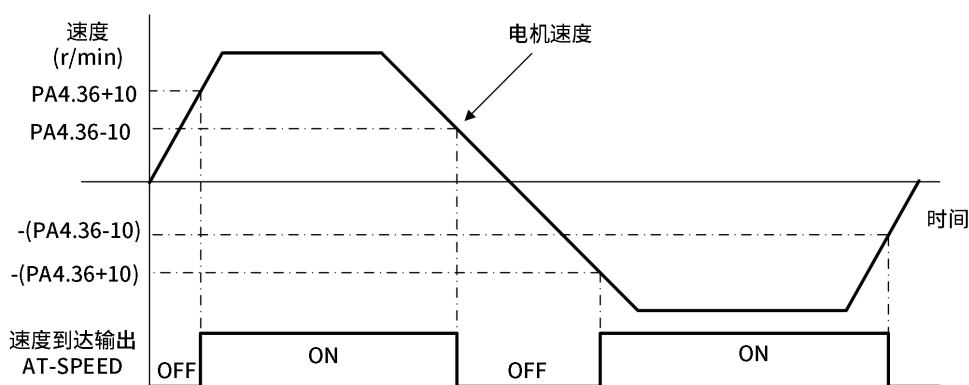 速度
(r/min)
电机速度
PA4.36+10
PA4.36-10
-(PA4.36-10)
时间
-(PA4.36+10)
速度到达输出
AT-SPEED
OFF
ON
OFF
ON